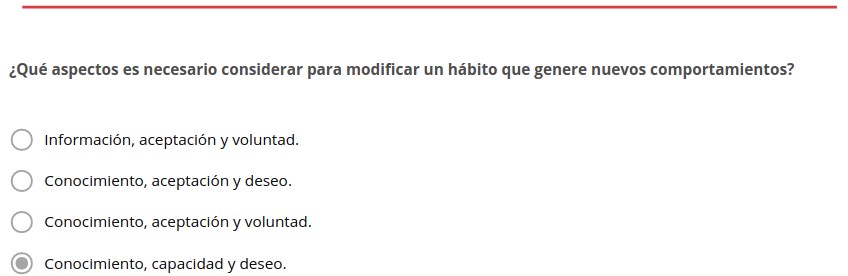 ¿Qué aspectos es necesario considerar para modificar un hábito que genere nuevos comportamientos?
Información, aceptación y voluntad.
Conocimiento, aceptación y deseo.
Conocimiento, aceptación y voluntad.
Conocimiento, capacidad y deseo.